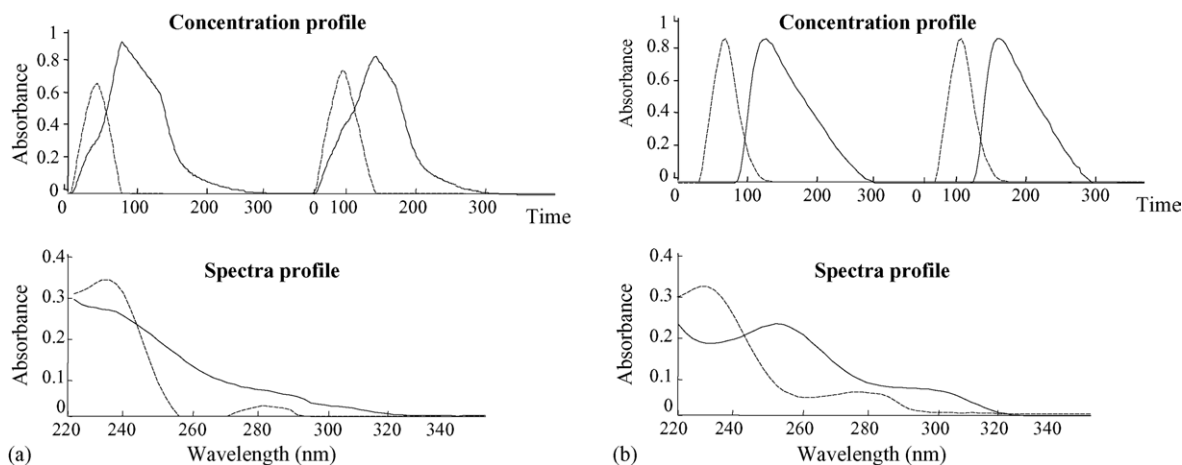 Concentration profile
Absorbance
1
0.8
0.6
0.4
0.2
0
0 100 200 300 0 100 200 300
Time
Spectra profile
Absorbance
0.4
0.3
0.2
0.1
0
220 240 260 280 300 320 340
(a) Wavelength (nm)
Concentration profile
Absorbance
1
0.8
0.6
0.4
0.2
0
0 100 200 300 0 100 200 300
Time
Spectra profile
Absorbance
0.4
0.3
0.2
0.1
0
220 240 260 280 300 320 340
(b) Wavelength (nm)